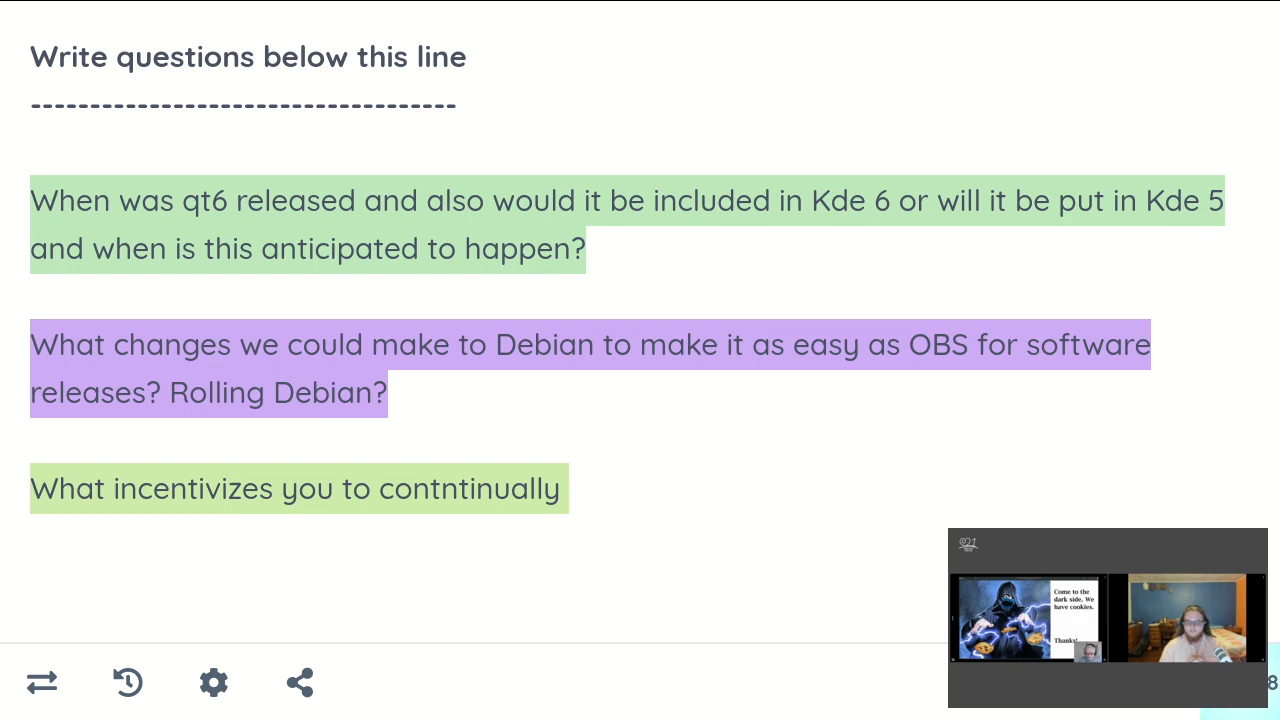 Write questions below this line
------------------------------------
When was qt6 released and also would it be included in Kde 6 or will it be put in Kde 5
and when is this anticipated to happen?
What changes we could make to Debian to make it as easy as OBS for software
releases? Rolling Debian?
What incentivizes you to contntinually
Come to the
dark side. We
have cookies.
Thanks!
8